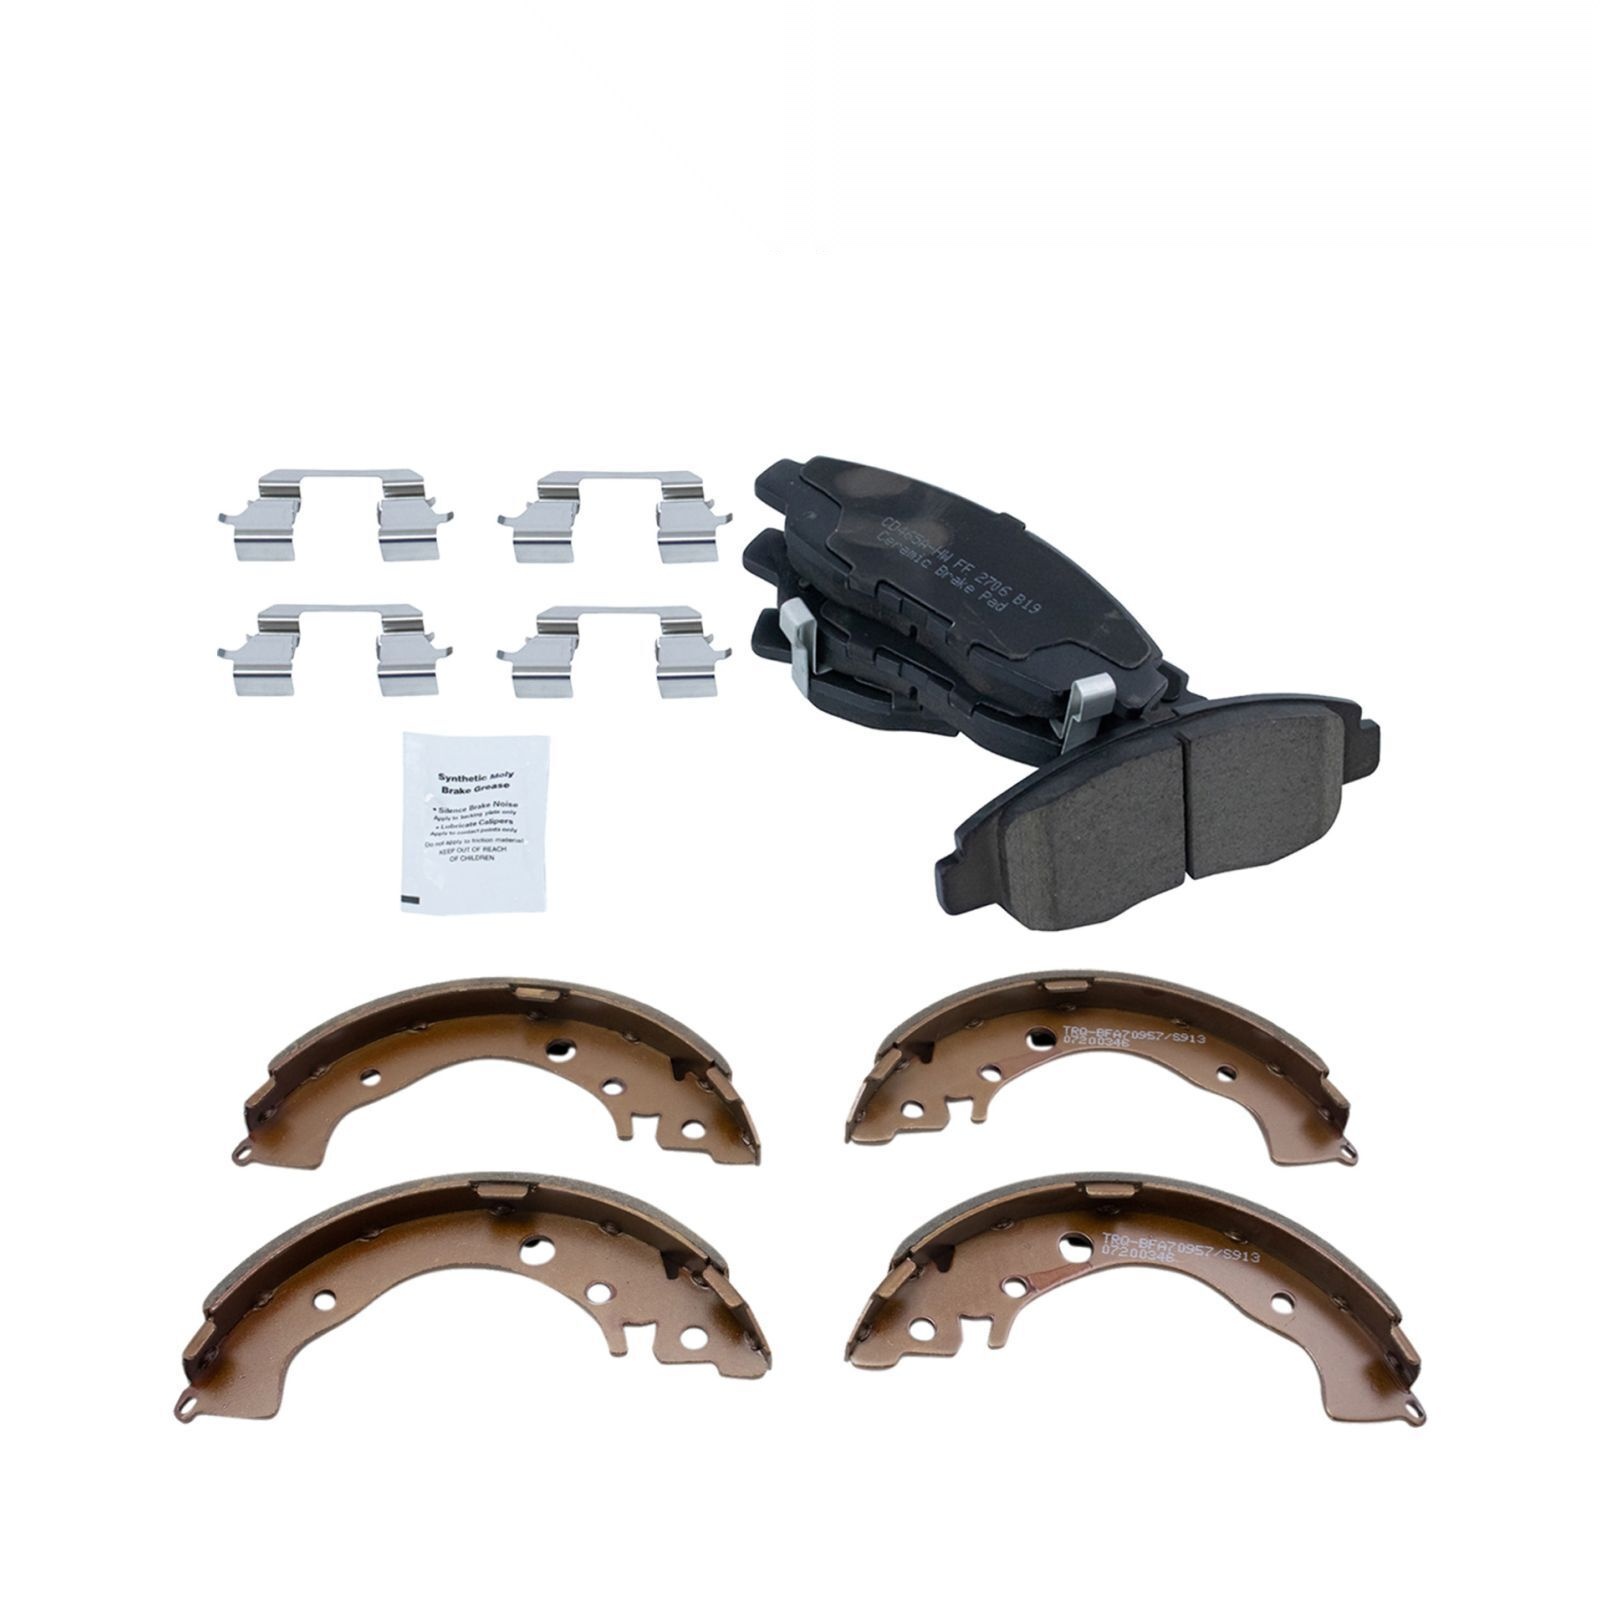 CD465A-HW FF 2706 B19
Ceramic Brake Pad
Synthetic Moly
Brake Grease
• Silence Brake Noise
Apply to backing plate only
• Lubricate Calipers
Apply to contact points only
Do not apply to friction material
KEEP OUT OF REACH
OF CHILDREN
TRQ-BFA70957/S913
07200346
TRQ-BFA70957/S913
07200346